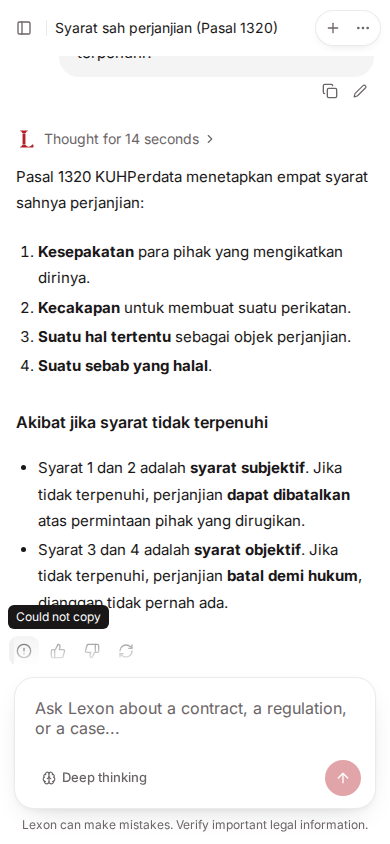 Syarat sah perjanjian (Pasal 1320)
terpenuhi?
Thought for 14 seconds
Pasal 1320 KUHPerdata menetapkan empat syarat
sahnya perjanjian:
1. Kesepakatan para pihak yang mengikatkan
dirinya.
2. Kecakapan untuk membuat suatu perikatan.
3. Suatu hal tertentu sebagai objek perjanjian.
4. Suatu sebab yang halal.
Akibat jika syarat tidak terpenuhi
• Syarat 1 dan 2 adalah syarat subjektif. Jika
tidak terpenuhi, perjanjian dapat dibatalkan
atas permintaan pihak yang dirugikan.
• Syarat 3 dan 4 adalah syarat objektif. Jika
tidak terpenuhi, perjanjian batal demi hukum,
dianggap tidak pernah ada.
Could not copy
Ask Lexon about a contract, a regulation,
or a case...
Deep thinking
Lexon can make mistakes. Verify important legal information.